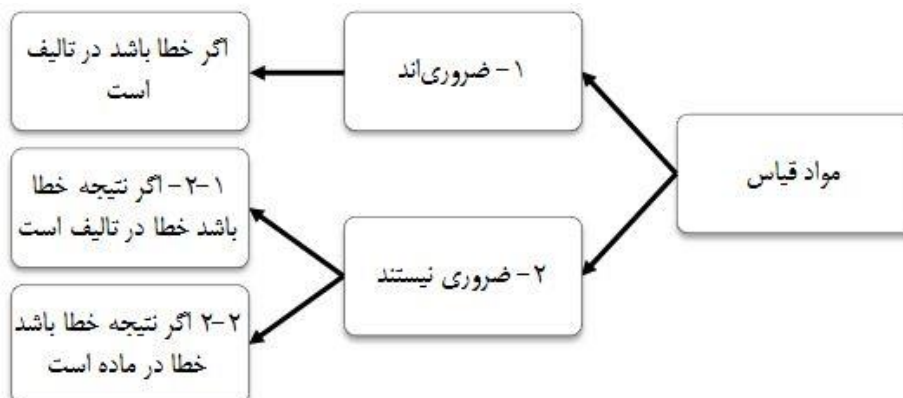 مواد قیاس
۱- ضروری‌اند
اگر خطا باشد در تالیف
است
۲- ضروری نیستند
۲-۱- اگر نتیجه خطا
باشد خطا در تالیف است
۲-۲ اگر نتیجه خطا باشد
خطا در ماده است